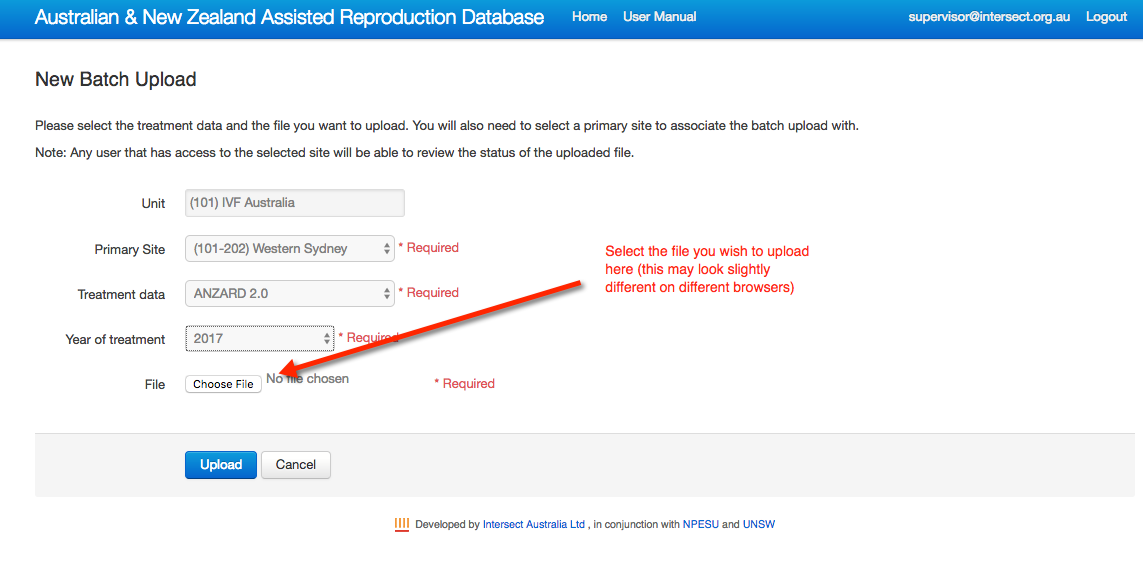 Australian & New Zealand Assisted Reproduction Database Home User Manual supervisor@intersect.org.au Logout
New Batch Upload
Please select the treatment data and the file you want to upload. You will also need to select a primary site to associate the batch upload with.
Note: Any user that has access to the selected site will be able to review the status of the uploaded file.
Unit (101) IVF Australia
Primary Site (101-202) Western Sydney * Required
Select the file you wish to upload
here (this may look slightly
different on different browsers)
Treatment data ANZARD 2.0 * Required
Year of treatment 2017 * Required
File Choose File No file chosen * Required
Upload Cancel
Developed by Intersect Australia Ltd , in conjunction with NPESU and UNSW